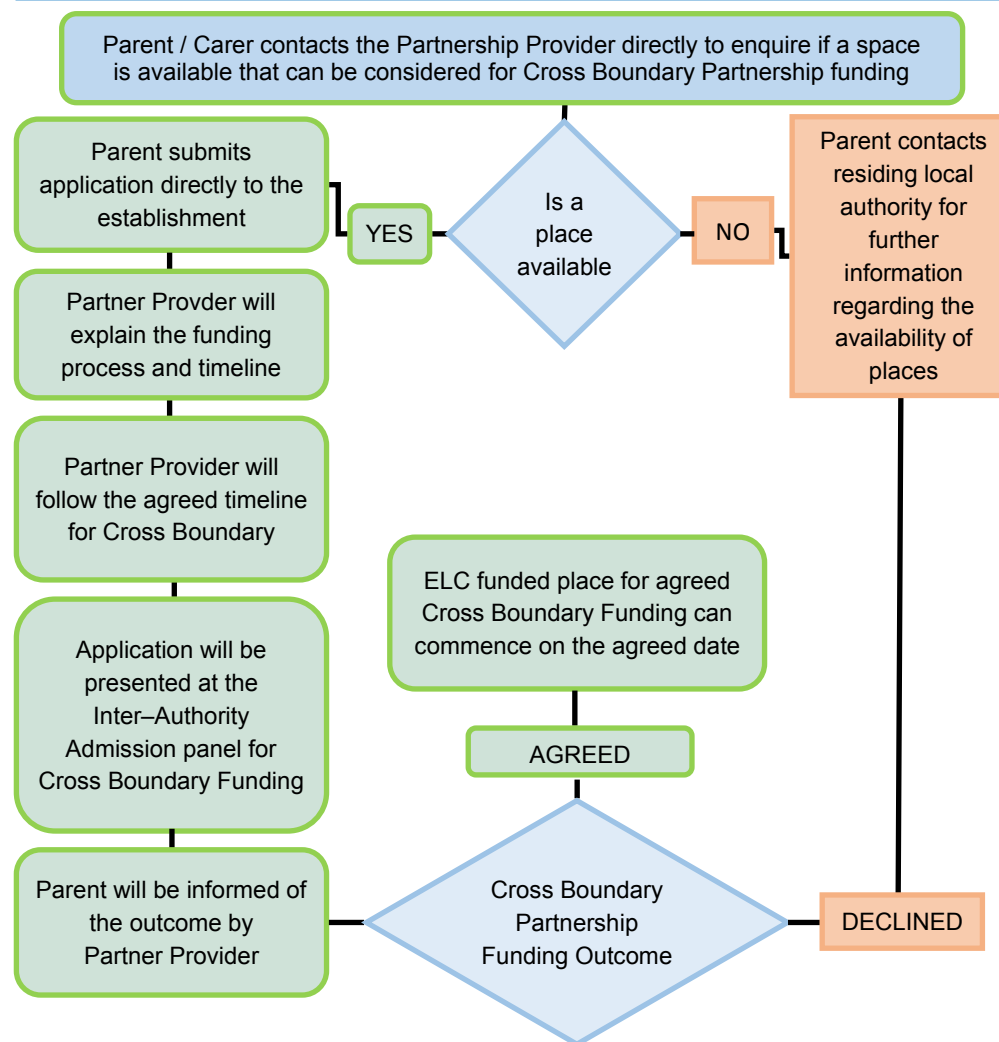 Parent / Carer contacts the Partnership Provider directly to enquire if a space
is available that can be considered for Cross Boundary Partnership funding
Is a
place
available
YES
NO
Parent submits
application directly to the
establishment
Partner Provder will
explain the funding
process and timeline
Partner Provider will
follow the agreed timeline
for Cross Boundary
Application will be
presented at the
Inter–Authority
Admission panel for
Cross Boundary Funding
Parent will be informed of
the outcome by
Partner Provider
Cross Boundary
Partnership
Funding Outcome
AGREED
ELC funded place for agreed
Cross Boundary Funding can
commence on the agreed date
DECLINED
Parent contacts
residing local
authority for
further
information
regarding the
availability of
places